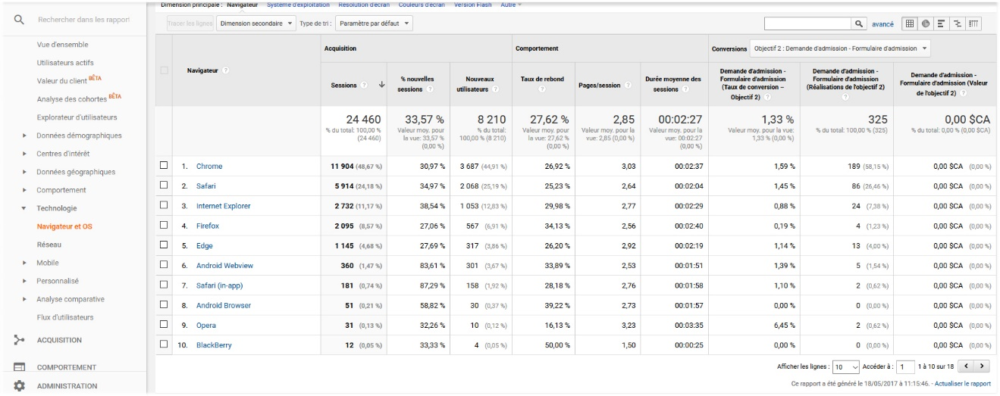 Dimension principale : Navigateur Système d'exploitation Résolution d'écran Couleurs d'écran Version Flash Autre
Rechercher dans les rapport
Tracer les lignes Dimension secondaire Type de tri : Paramètre par défaut avancé
Vue d'ensemble
Utilisateurs actifs
Valeur du client BÊTA
Analyse des cohortes BÊTA
Explorateur d'utilisateurs
Données démographiques
Centres d'intérêt
Données géographiques
Comportement
Technologie
Navigateur et OS
Réseau
Mobile
Personnalisé
Analyse comparative
Flux d'utilisateurs
ACQUISITION
COMPORTEMENT
ADMINISTRATION
Navigateur ?
Acquisition
Comportement
Conversions Objectif 2 : Demande d'admission - Formulaire d'admission
Sessions ?
% nouvelles
sessions ?
Nouveaux
utilisateurs ?
Taux de rebond
?
Pages/session ?
Durée moyenne des
sessions ?
Demande d'admission -
Formulaire d'admission
(Taux de conversion –
Objectif 2) ?
Demande d'admission -
Formulaire d'admission
(Réalisations de l'objectif 2)
?
Demande d'admission -
Formulaire d'admission (Valeur
de l'objectif 2) ?
24 460
% du total: 100,00 %
(24 460)
33,57 %
Valeur moy. pour
la vue: 33,57 %
(0,00 %)
8 210
% du total:
100,00 % (8 210)
27,62 %
Valeur moy. pour
la vue: 27,62 %
(0,00 %)
2,85
Valeur moy. pour la
vue: 2,85 (0,00 %)
00:02:27
Valeur moy. pour la
vue: 00:02:27
(0,00 %)
1,33 %
Valeur moy. pour la vue:
1,33 % (0,00 %)
325
% du total: 100,00 % (325)
0,00 $CA
% du total: 0,00 % (0,00 $CA)
1. Chrome 11 904 (48,67 %) 30,97 % 3 687 (44,91 %) 26,92 % 3,03 00:02:37 1,59 % 189 (58,15 %) 0,00 $CA (0,00 %)
2. Safari 5 914 (24,18 %) 34,97 % 2 068 (25,19 %) 25,23 % 2,64 00:02:04 1,45 % 86 (26,46 %) 0,00 $CA (0,00 %)
3. Internet Explorer 2 732 (11,17 %) 38,54 % 1 053 (12,83 %) 29,98 % 2,77 00:02:29 0,88 % 24 (7,38 %) 0,00 $CA (0,00 %)
4. Firefox 2 095 (8,57 %) 27,06 % 567 (6,91 %) 34,13 % 2,56 00:02:40 0,19 % 4 (1,23 %) 0,00 $CA (0,00 %)
5. Edge 1 145 (4,68 %) 27,69 % 317 (3,86 %) 26,20 % 2,92 00:02:19 1,14 % 13 (4,00 %) 0,00 $CA (0,00 %)
6. Android Webview 360 (1,47 %) 83,61 % 301 (3,67 %) 33,89 % 2,53 00:01:51 1,39 % 5 (1,54 %) 0,00 $CA (0,00 %)
7. Safari (in-app) 181 (0,74 %) 87,29 % 158 (1,92 %) 28,18 % 2,76 00:01:58 1,10 % 2 (0,62 %) 0,00 $CA (0,00 %)
8. Android Browser 51 (0,21 %) 58,82 % 30 (0,37 %) 39,22 % 2,73 00:01:57 0,00 % 0 (0,00 %) 0,00 $CA (0,00 %)
9. Opera 31 (0,13 %) 32,26 % 10 (0,12 %) 16,13 % 3,23 00:03:35 6,45 % 2 (0,62 %) 0,00 $CA (0,00 %)
10. BlackBerry 12 (0,05 %) 33,33 % 4 (0,05 %) 50,00 % 1,50 00:00:25 0,00 % 0 (0,00 %) 0,00 $CA (0,00 %)
Afficher les lignes : 10 Accéder à : 1 1 à 10 sur 18
Ce rapport a été généré le 18/05/2017 à 11:15:46. - Actualiser le rapport